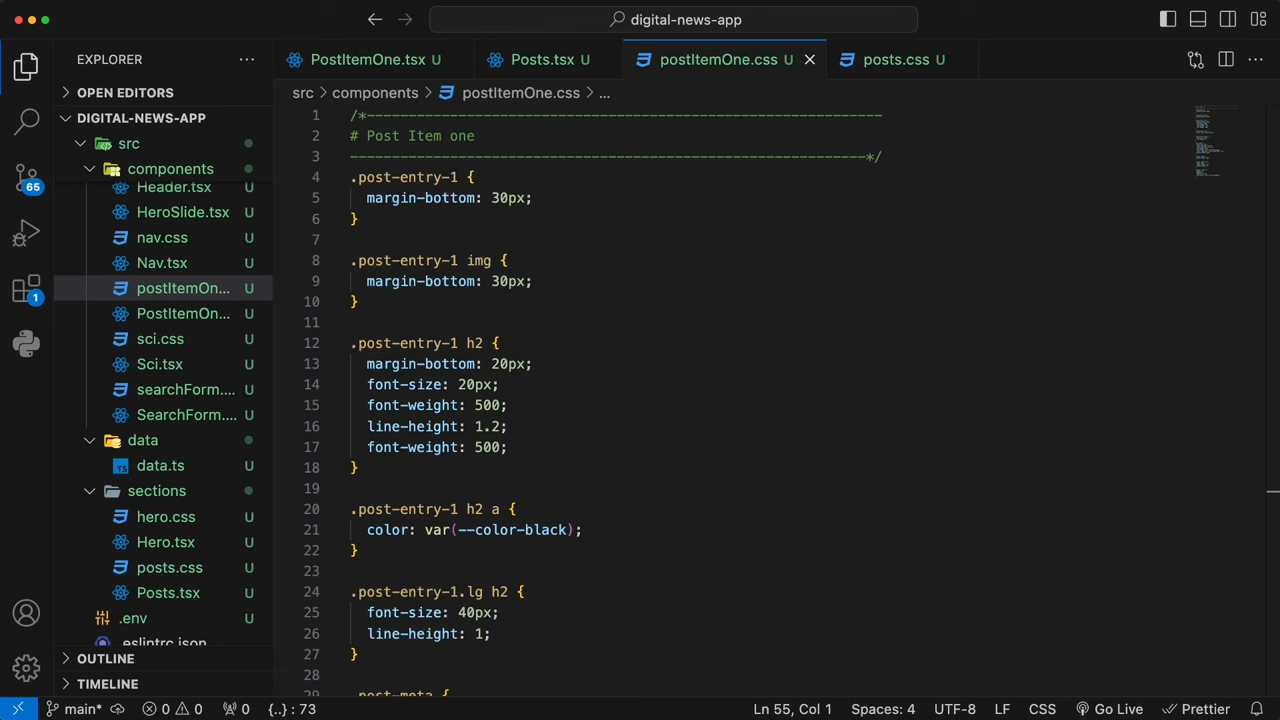 digital-news-app
EXPLORER
PostItemOne.tsx U
Posts.tsx U
postItemOne.css U
posts.css U
OPEN EDITORS
src > components > postItemOne.css > ...
DIGITAL-NEWS-APP
src
components
Header.tsx U
HeroSlide.tsx U
nav.css U
Nav.tsx U
postItemOn... U
PostItemOn... U
sci.css U
Sci.tsx U
searchForm.... U
SearchForm.... U
data
data.ts U
sections
hero.css U
Hero.tsx U
posts.css U
Posts.tsx U
.env U
.eslintrc.json
OUTLINE
TIMELINE
65
1
TS
1 /*---------------------------------------------------------------
2 # Post Item one
3 ---------------------------------------------------------------*/
4 .post-entry-1 {
5 margin-bottom: 30px;
6 }
7
8 .post-entry-1 img {
9 margin-bottom: 30px;
10 }
11
12 .post-entry-1 h2 {
13 margin-bottom: 20px;
14 font-size: 20px;
15 font-weight: 500;
16 line-height: 1.2;
17 font-weight: 500;
18 }
19
20 .post-entry-1 h2 a {
21 color: var(--color-black);
22 }
23
24 .post-entry-1.lg h2 {
25 font-size: 40px;
26 line-height: 1;
27 }
28
29 .post-meta {
main* 0 0 0 {..} : 73 Ln 55, Col 1 Spaces: 4 UTF-8 LF CSS Go Live Prettier